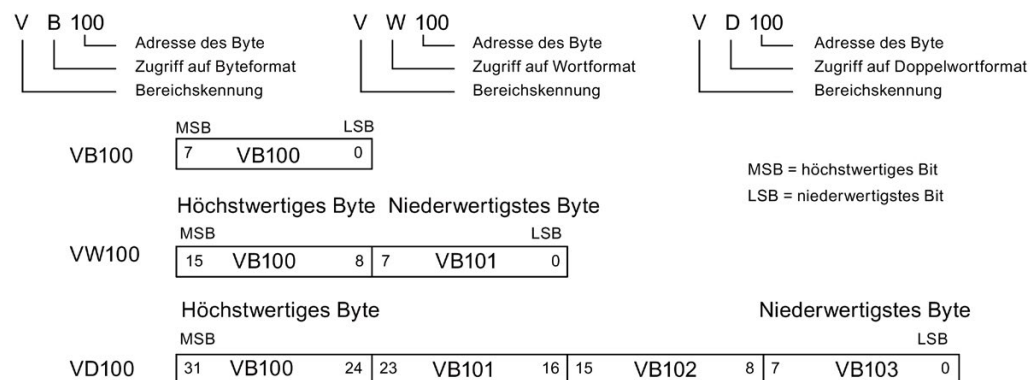 V B 100 V W 100 V D 100
Adresse des Byte Adresse des Byte Adresse des Byte
Zugriff auf Byteformat Zugriff auf Wortformat Zugriff auf Doppelwortformat
Bereichskennung Bereichskennung Bereichskennung
MSB LSB
VB100 7 VB100 0
MSB = höchstwertiges Bit
LSB = niederwertigstes Bit
Höchstwertiges Byte Niederwertigstes Byte
MSB LSB
VW100 15 VB100 8 7 VB101 0
Höchstwertiges Byte Niederwertigstes Byte
MSB LSB
VD100 31 VB100 24 23 VB101 16 15 VB102 8 7 VB103 0